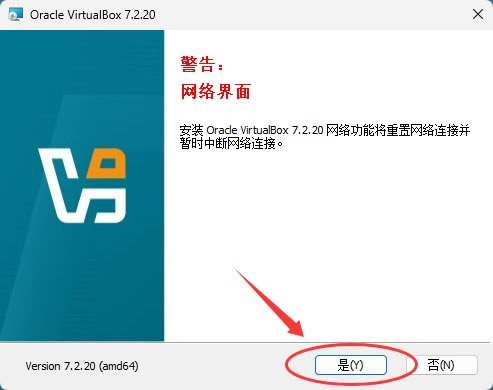 Oracle VirtualBox 7.2.20
警告：
网络界面
安装 Oracle VirtualBox 7.2.20 网络功能将重置网络连接并
暂时中断网络连接。
Version 7.2.20 (amd64)
是(Y)
否(N)